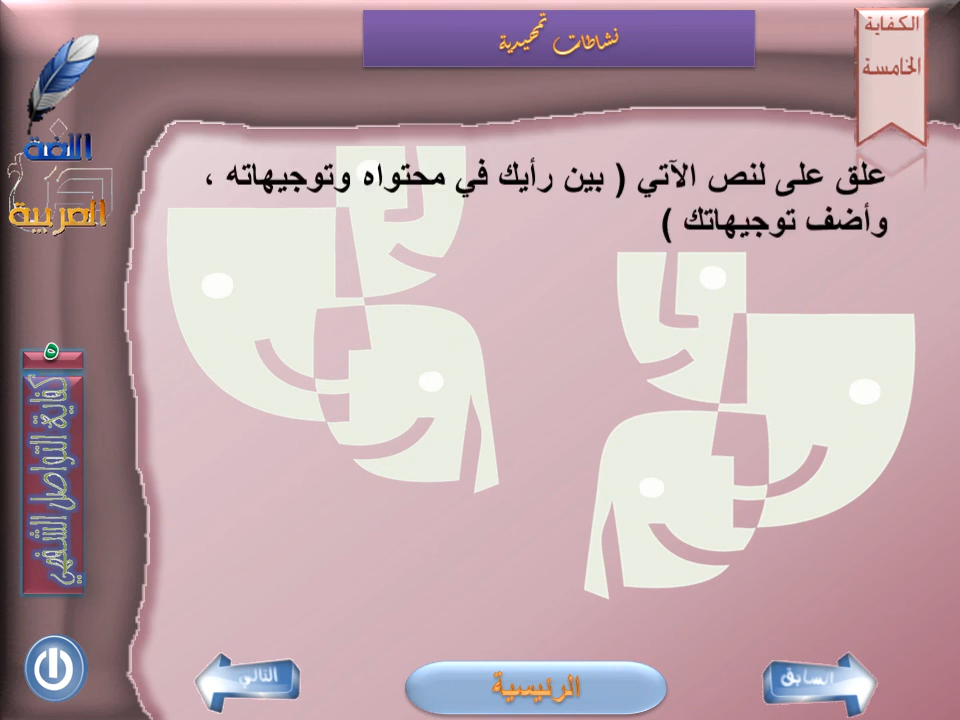 الكفاية
الخامسة
نشاطات تمهيدية
اللغة
العربية
علق على لنص الآتي ( بين رأيك في محتواه وتوجيهاته ،
وأضف توجيهاتك )
٥
كفاية التواصل الشفهي
السابق
الرئيسية
التالي